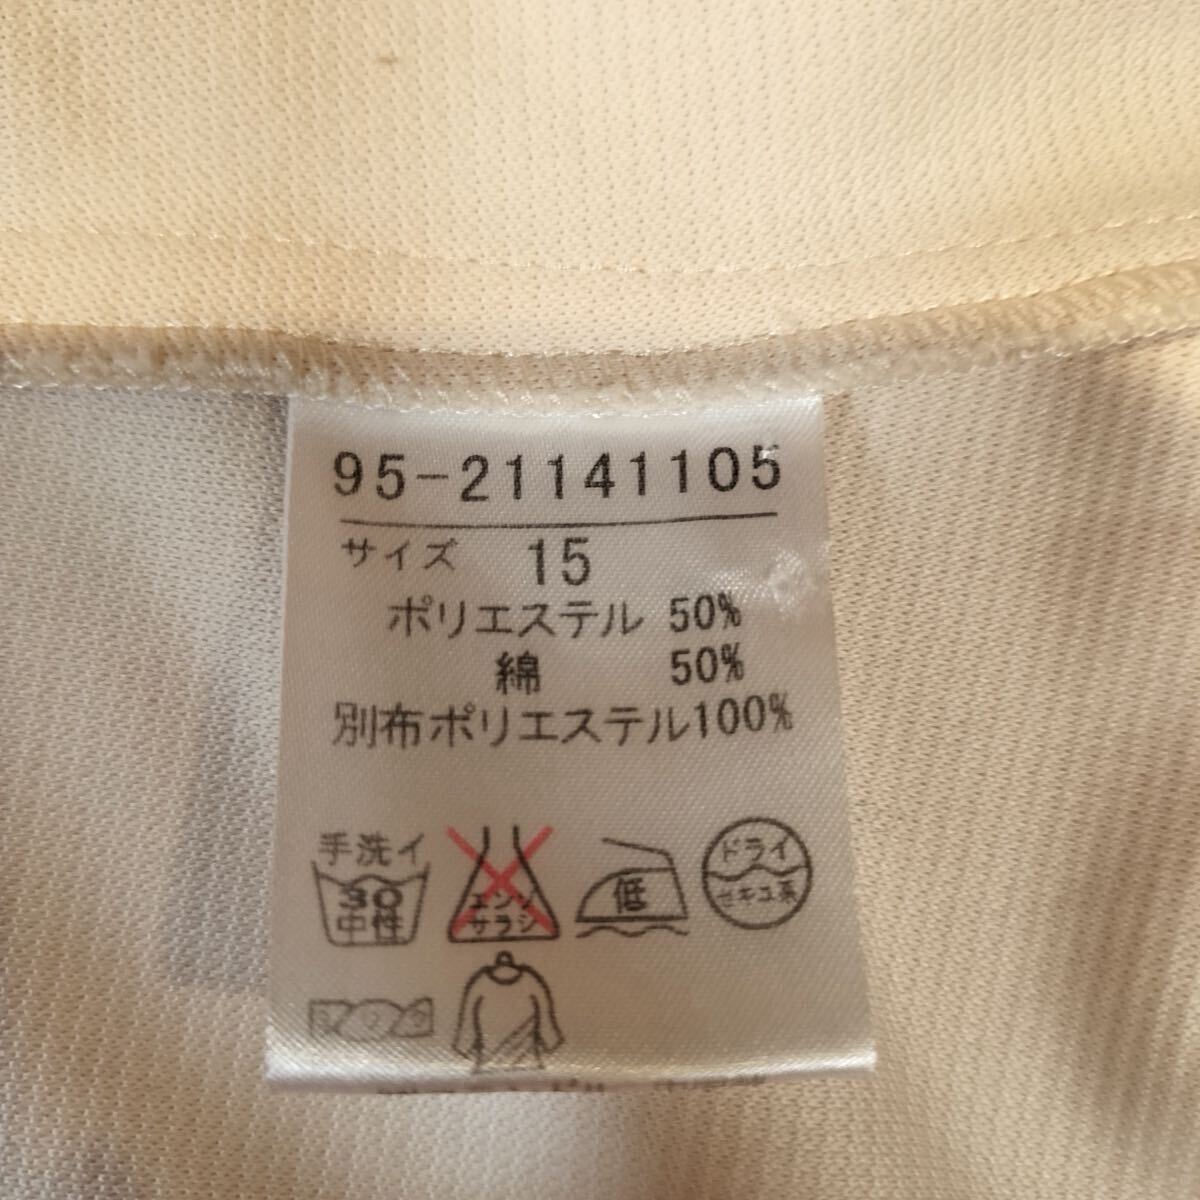 95-21141105
サイズ 15
ポリエステル 50%
綿 50%
別布ポリエステル100%
手洗イ
30
中性
エンソ
サラシ
低
ドライ
セキユ系